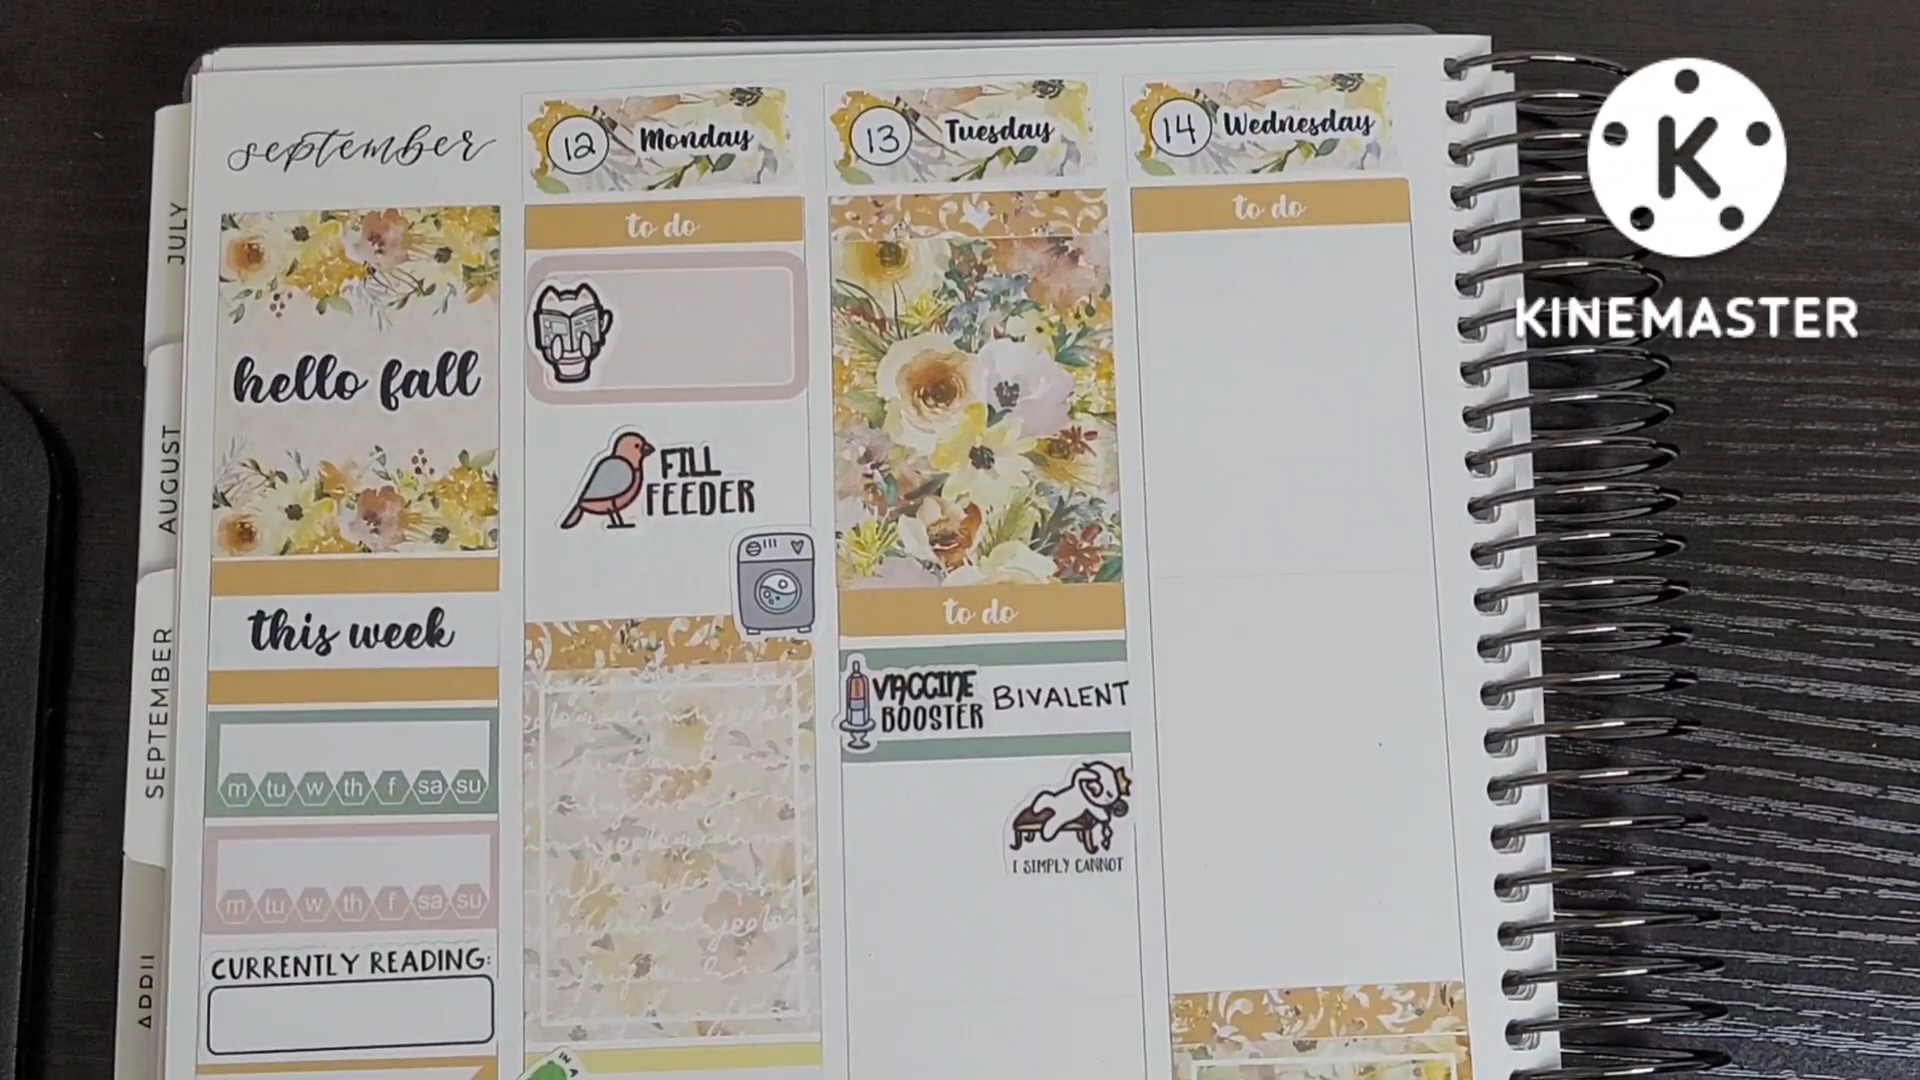 september
12 Monday
13 Tuesday
14 Wednesday
K
KINEMASTER
JULY
AUGUST
SEPTEMBER
hello fall
this week
m tu w th f sa su
m tu w th f sa su
CURRENTLY READING:
to do
FILL
FEEDER
to do
VACCINE
BOOSTER BIVALENT
I SIMPLY CANNOT
to do